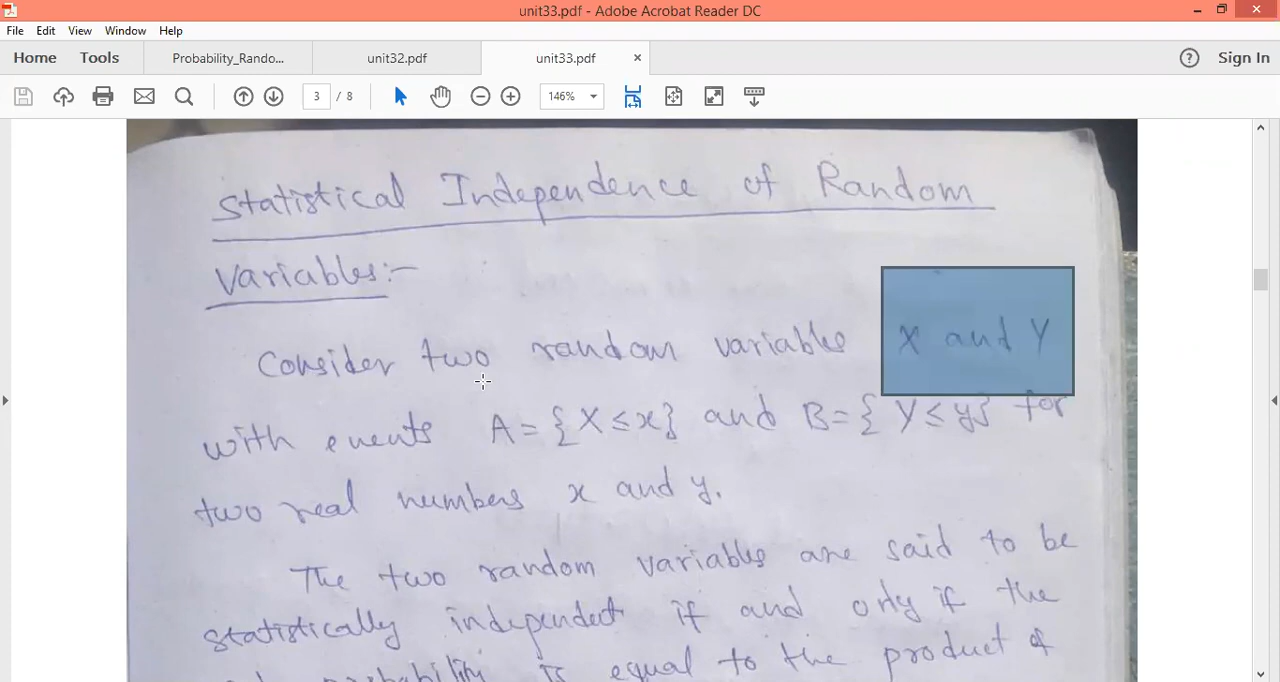 unit33.pdf - Adobe Acrobat Reader DC
File Edit View Window Help
Home Tools Probability_Rando... unit32.pdf unit33.pdf × ? Sign In
3 / 8 146%
Statistical Independence of Random
Variables:-
Consider two random variables X and Y
with events A = {X ≤ x} and B = {Y ≤ y} for
two real numbers x and y.
The two random variables are said to be
statistically independent if and only if the
probability is equal to the product of